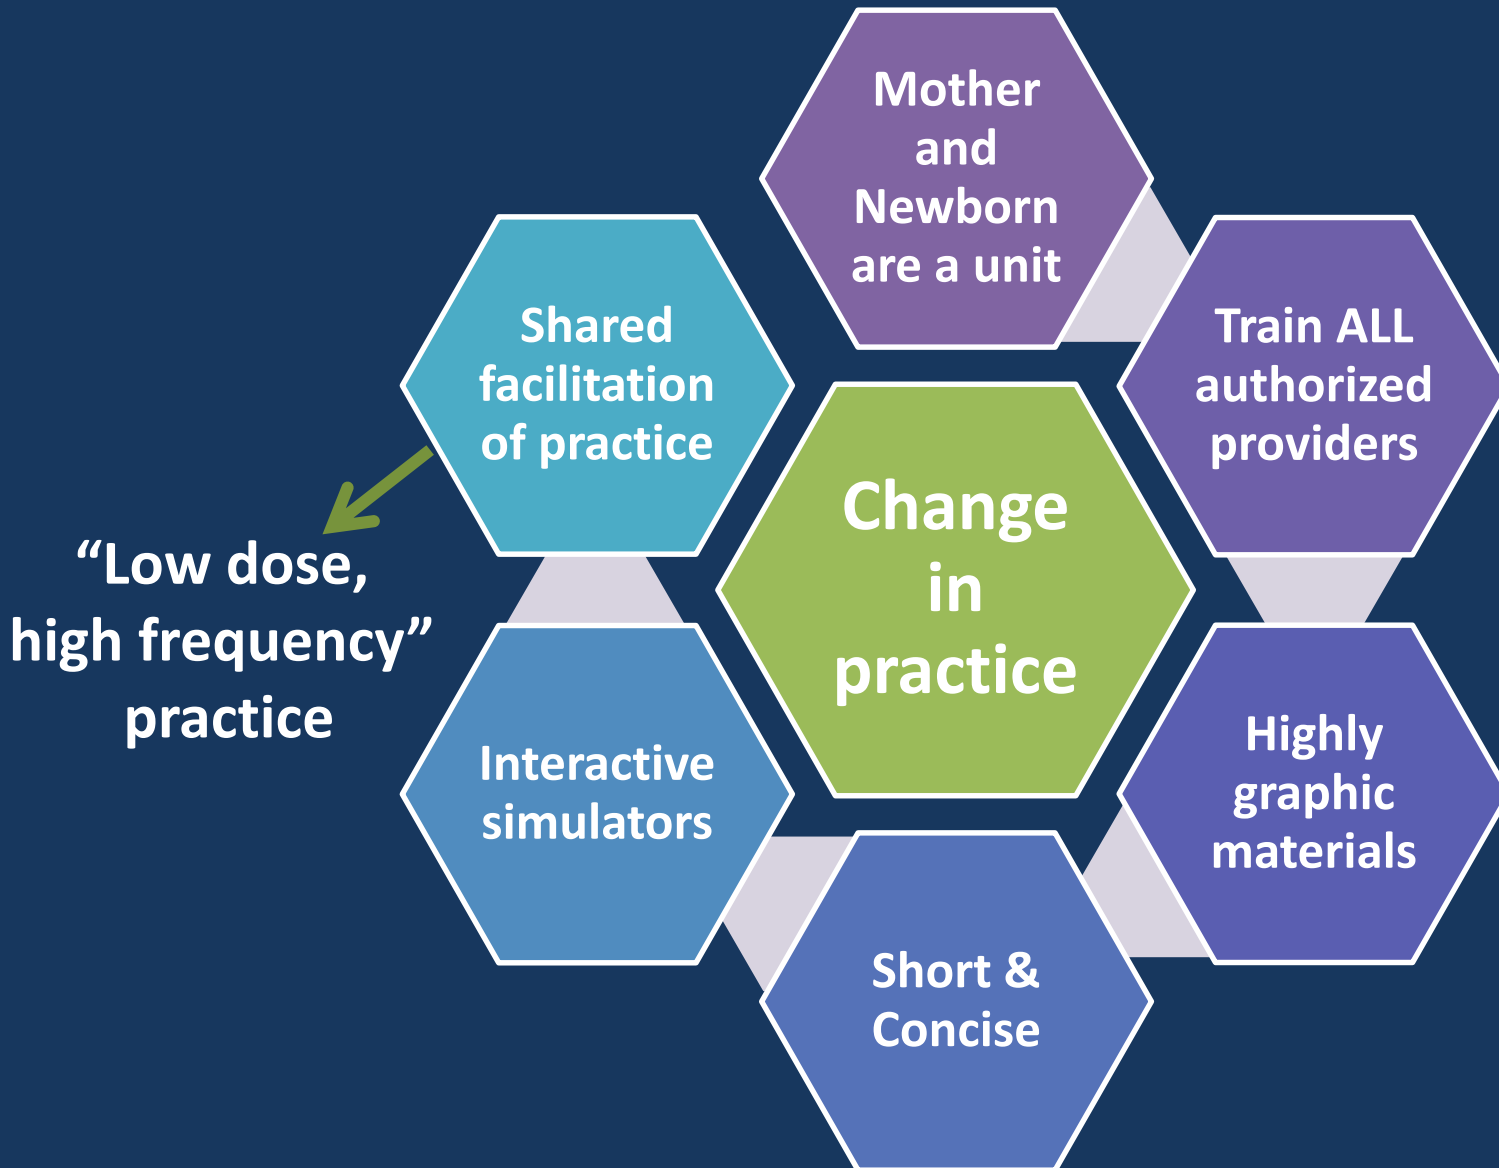 Mother
and
Newborn
are a unit
Train ALL
authorized
providers
Highly
graphic
materials
Short &
Concise
Interactive
simulators
Shared
facilitation
of practice
“Low dose,
high frequency”
practice
Change
in
practice